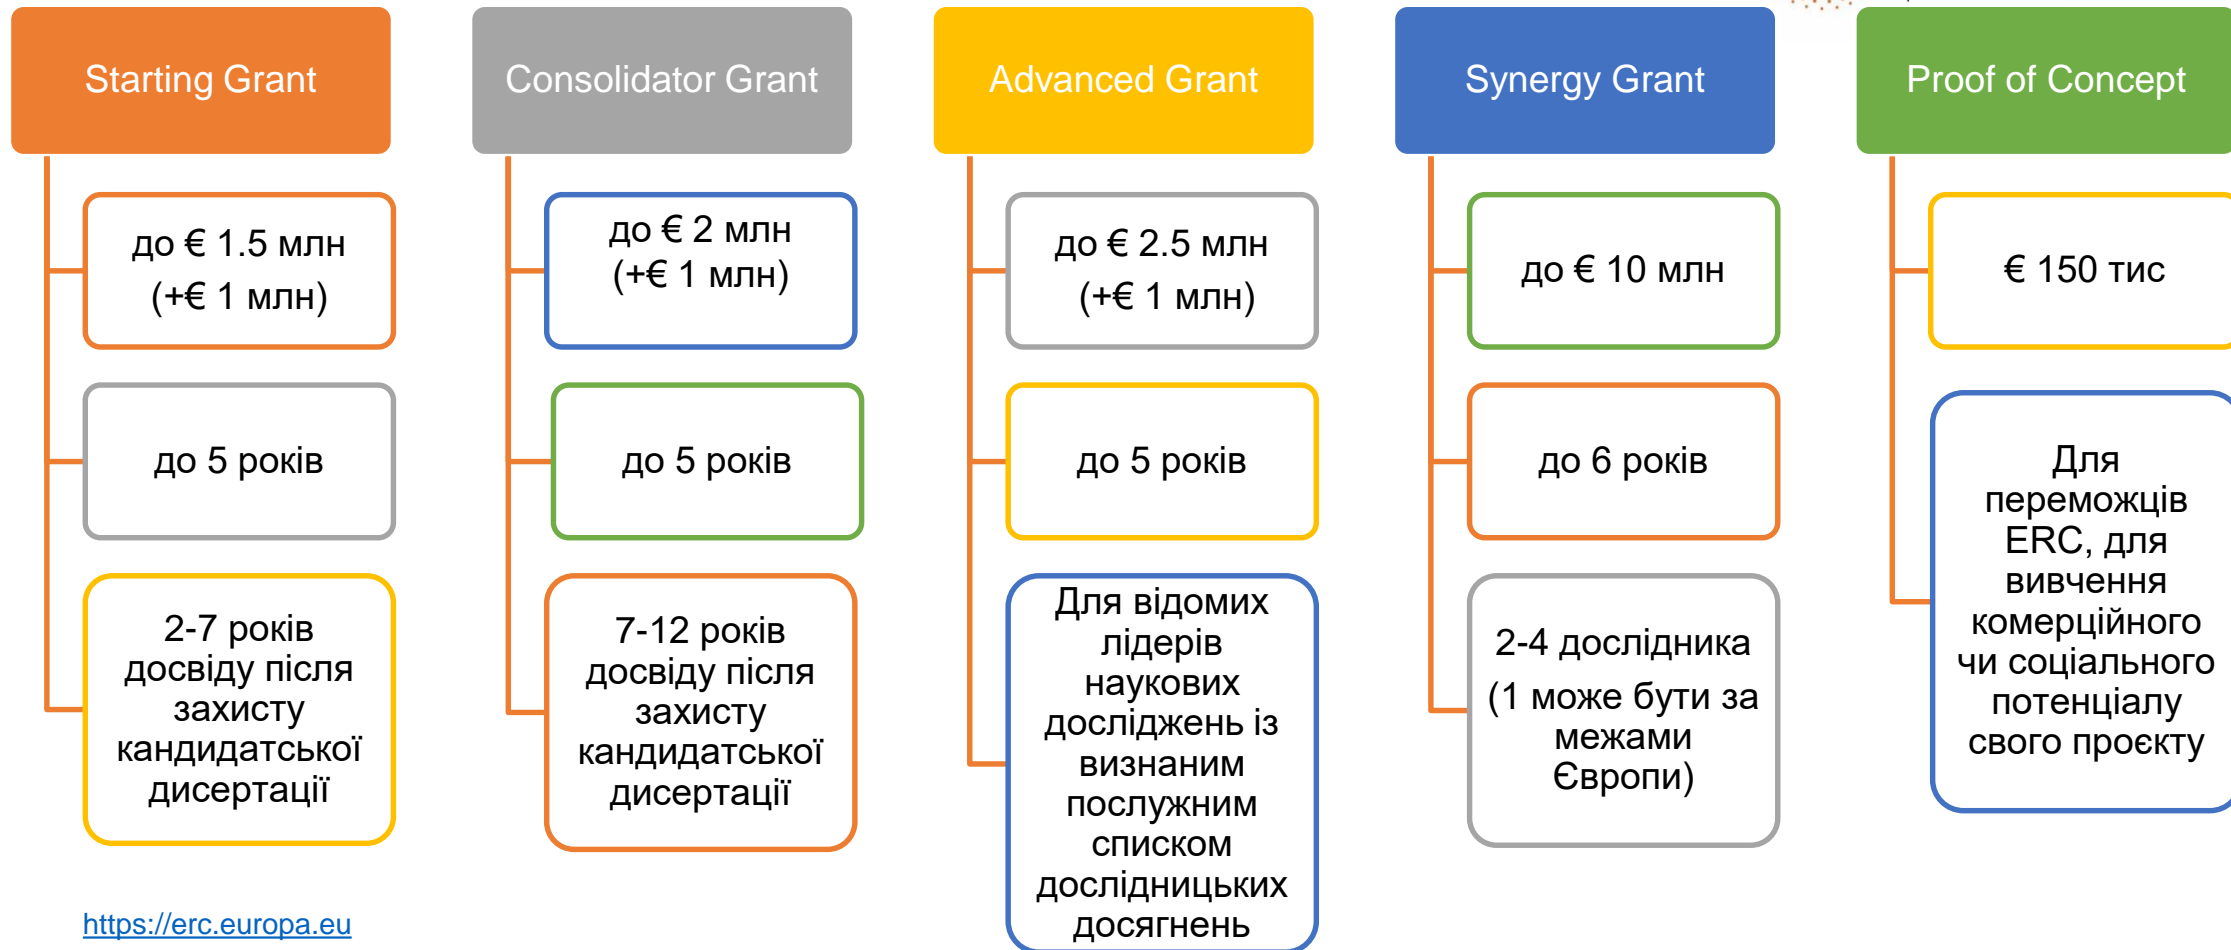 Starting Grant
до € 1.5 млн
(+€ 1 млн)
до 5 років
2-7 років
досвіду після
захисту
кандидатської
дисертації
Consolidator Grant
до € 2 млн
(+€ 1 млн)
до 5 років
7-12 років
досвіду після
захисту
кандидатської
дисертації
Advanced Grant
до € 2.5 млн
(+€ 1 млн)
до 5 років
Для відомих
лідерів
наукових
досліджень із
визнаним
послужним
списком
дослідницьких
досягнень
Synergy Grant
до € 10 млн
до 6 років
2-4 дослідника
(1 може бути за
межами
Європи)
Proof of Concept
€ 150 тис
Для
переможців
ERC, для
вивчення
комерційного
чи соціального
потенціалу
свого проєкту
https://erc.europa.eu